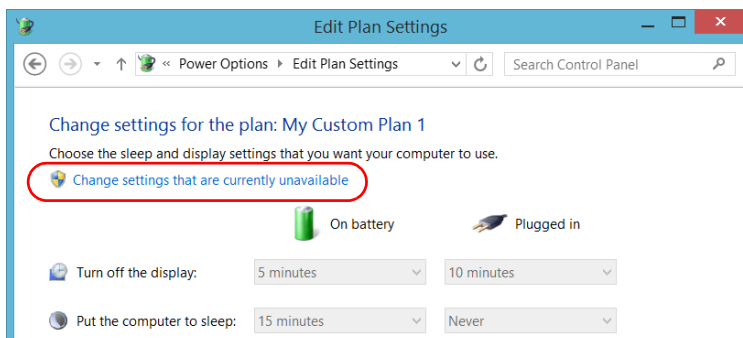 Edit Plan Settings
« Power Options Edit Plan Settings Search Control Panel
Change settings for the plan: My Custom Plan 1
Choose the sleep and display settings that you want your computer to use.
Change settings that are currently unavailable
On battery Plugged in
Turn off the display: 5 minutes 10 minutes
Put the computer to sleep: 15 minutes Never